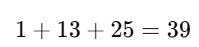 1 + 13 + 25 = 39